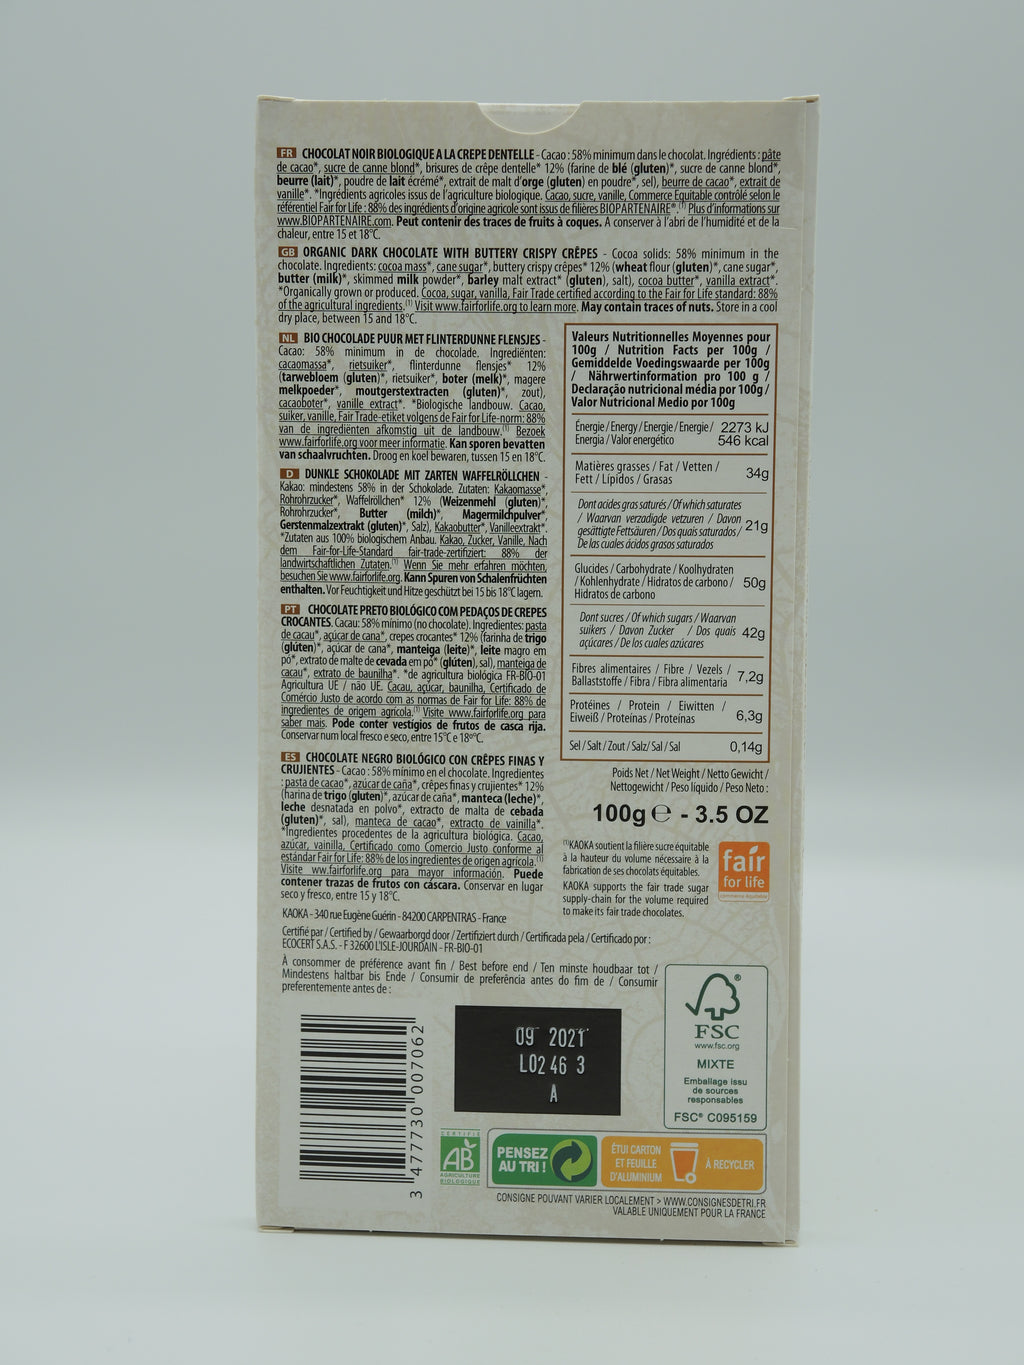 FR CHOCOLAT NOIR BIOLOGIQUE A LA CREPE DENTELLE - Cacao : 58% minimum dans le chocolat. Ingrédients : pâte
de cacao*, sucre de canne blond*, brisures de crêpe dentelle* 12% (farine de blé (gluten)*, sucre de canne blond*,
beurre (lait)*, poudre de lait écrémé*, extrait de malt d'orge (gluten) en poudre*, sel), beurre de cacao*, extrait de
vanille*. *Ingrédients agricoles issus de l'agriculture biologique. Cacao, sucre, vanille, Commerce Equitable contrôlé selon le
référentiel Fair for Life : 88% des ingrédients d'origine agricole sont issus de filières BIOPARTENAIRE®.(1) Plus d'informations sur
www.BIOPARTENAIRE.com. Peut contenir des traces de fruits à coques. A conserver à l'abri de l'humidité et de la
chaleur, entre 15 et 18°C.
GB ORGANIC DARK CHOCOLATE WITH BUTTERY CRISPY CRÊPES - Cocoa solids: 58% minimum in the
chocolate. Ingredients: cocoa mass*, cane sugar*, buttery crispy crêpes* 12% (wheat flour (gluten)*, cane sugar*,
butter (milk)*, skimmed milk powder*, barley malt extract* (gluten), salt), cocoa butter*, vanilla extract*.
*Organically grown or produced. Cocoa, sugar, vanilla, Fair Trade certified according to the Fair for Life standard: 88%
of the agricultural ingredients.(1) Visit www.fairforlife.org to learn more. May contain traces of nuts. Store in a cool
dry place, between 15 and 18°C.
NL BIO CHOCOLADE PUUR MET FLINTERDUNNE FLENSJES -
Cacao: 58% minimum in de chocolade. Ingrediënten:
cacaomassa*, rietsuiker*, flinterdunne flensjes* 12%
(tarwebloem (gluten)*, rietsuiker*, boter (melk)*, magere
melkpoeder*, moutgerstextracten (gluten)*, zout),
cacaoboter*, vanille extract*. *Biologische landbouw. Cacao,
suiker, vanille, Fair Trade-etiket volgens de Fair for Life-norm: 88%
van de ingrediënten afkomstig uit de landbouw.(1) Bezoek
www.fairforlife.org voor meer informatie. Kan sporen bevatten
van schaalvruchten. Droog en koel bewaren, tussen 15 en 18°C.
D DUNKLE SCHOKOLADE MIT ZARTEN WAFFELRÖLLCHEN -
Kakao: mindestens 58% in der Schokolade. Zutaten: Kakaomasse*,
Rohrohrzucker*, Waffelröllchen* 12% (Weizenmehl (gluten)*,
Rohrohrzucker*, Butter (milch)*, Magermilchpulver*,
Gerstenmalzextrakt (gluten)*, Salz), Kakaobutter*, Vanilleextrakt*.
*Zutaten aus 100% biologischem Anbau. Kakao, Zucker, Vanille, Nach
dem Fair-for-Life-Standard fair-trade-zertifiziert: 88% der
landwirtschaftlichen Zutaten.(1) Wenn Sie mehr erfahren möchten,
besuchen Sie www.fairforlife.org. Kann Spuren von Schalenfrüchten
enthalten. Vor Feuchtigkeit und Hitze geschützt bei 15 bis 18°C lagern.
PT CHOCOLATE PRETO BIOLÓGICO COM PEDAÇOS DE CREPES
CROCANTES. Cacau: 58% mínimo (no chocolate). Ingredientes: pasta
de cacau*, açúcar de cana*, crepes crocantes* 12% (farinha de trigo
(glúten)*, açúcar de cana*, manteiga (leite)*, leite magro em
pó*, extrato de malte de cevada em pó* (glúten), sal), manteiga de
cacau*, extrato de baunilha*. *de agricultura biológica FR-BIO-01
Agricultura UE / não UE. Cacau, açúcar, baunilha, Certificado de
Comércio Justo de acordo com as normas de Fair for Life: 88% de
ingredientes de origem agrícola.(1) Visite www.fairforlife.org para
saber mais. Pode conter vestígios de frutos de casca rija.
Conservar num local fresco e seco, entre 15°C e 18°C.
ES CHOCOLATE NEGRO BIOLÓGICO CON CRÊPES FINAS Y
CRUJIENTES - Cacao : 58% mínimo en el chocolate. Ingredientes
: pasta de cacao*, azúcar de caña*, crêpes finas y crujientes* 12%
(harina de trigo (gluten)*, azúcar de caña*, manteca (leche)*,
leche desnatada en polvo*, extracto de malta de cebada
(gluten)*, sal), manteca de cacao*, extracto de vainilla*.
*Ingredientes procedentes de la agricultura biológica. Cacao,
azúcar, vainilla, Certificado como Comercio Justo conforme al
estándar Fair for Life: 88% de los ingredientes de origen agrícola.(1)
Visite ww.fairforlife.org para mayor información. Puede
contener trazas de frutos con cáscara. Conservar en lugar
seco y fresco, entre 15 y 18°C.
KAOKA - 340 rue Eugène Guérin - 84200 CARPENTRAS - France
Certifié par / Certified by / Gewaarborgd door / Zertifiziert durch / Certificada pela / Certificado por :
ECOCERT S.A.S. - F 32600 L'ISLE-JOURDAIN - FR-BIO-01
À consommer de préférence avant fin / Best before end / Ten minste houdbaar tot /
Mindestens haltbar bis Ende / Consumir de preferência antes do fim de / Consumir
preferentemente antes de :
Valeurs Nutritionnelles Moyennes pour
100g / Nutrition Facts per 100g /
Gemiddelde Voedingswaarde per 100g
/ Nährwertinformation pro 100 g /
Declaração nutricional média por 100g /
Valor Nutricional Medio por 100g
Énergie / Energy / Energie / Energie / 2273 kJ
Energia / Valor energético 546 kcal
Matières grasses / Fat / Vetten /
Fett / Lípidos / Grasas 34g
Dont acides gras saturés / Of which saturates
/ Waarvan verzadigde vetzuren / Davon
gesättigte Fettsäuren / Dos quais saturados / 21g
De las cuales ácidos grasos saturados
Glucides / Carbohydrate / Koolhydraten
/ Kohlenhydrate / Hidratos de carbono / 50g
Hidratos de carbono
Dont sucres / Of which sugars / Waarvan
suikers / Davon Zucker / Dos quais 42g
açúcares / De los cuales azúcares
Fibres alimentaires / Fibre / Vezels /
Ballaststoffe / Fibra / Fibra alimentaria 7,2g
Protéines / Protein / Eiwitten /
Eiweiß / Proteínas / Proteínas 6,3g
Sel / Salt / Zout / Salz / Sal / Sal 0,14g
Poids Net / Net Weight / Netto Gewicht /
Nettogewicht / Peso líquido / Peso Neto :
100g e - 3.5 OZ
(1)KAOKA soutient la filière sucre équitable
à la hauteur du volume nécessaire à la
fabrication de ses chocolats équitables.
KAOKA supports the fair trade sugar
supply-chain for the volume required
to make its fair trade chocolates.
fair
for life
commerce équitable
FSC®
www.fsc.org
MIXTE
Emballage issu
de sources
responsables
FSC® C095159
09 2021
L02 46 3
A
3 477730 007062
CERTIFIÉ
AB
AGRICULTURE
BIOLOGIQUE
PENSEZ
AU TRI !
ÉTUI CARTON
ET FEUILLE
D'ALUMINIUM
À RECYCLER
CONSIGNE POUVANT VARIER LOCALEMENT > WWW.CONSIGNESDETRI.FR
VALABLE UNIQUEMENT POUR LA FRANCE